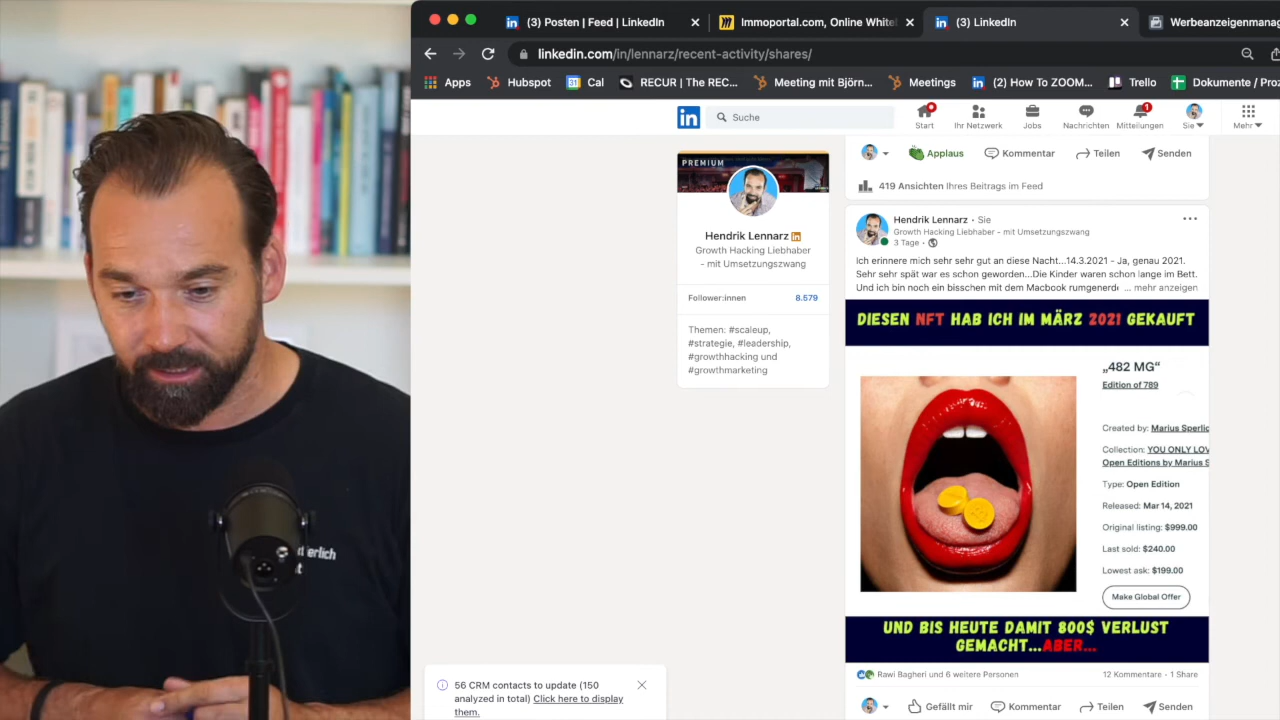 (3) Posten | Feed | LinkedIn
Immoportal.com, Online White
(3) LinkedIn
Werbeanzeigenmana
linkedin.com/in/lennarz/recent-activity/shares/
Apps
Hubspot
Cal
RECUR | The REC...
Meeting mit Björn...
Meetings
(2) How To ZOOM...
Trello
Dokumente / Proz
in
Suche
Start
Ihr Netzwerk
Jobs
Nachrichten
1
Mitteilungen
Sie
Mehr
PREMIUM
Hendrik Lennarz
Growth Hacking Liebhaber
- mit Umsetzungszwang
Follower:innen
8.579
Themen: #scaleup,
#strategie, #leadership,
#growthhacking und
#growthmarketing
Applaus
Kommentar
Teilen
Senden
419 Ansichten Ihres Beitrags im Feed
Hendrik Lennarz • Sie
Growth Hacking Liebhaber - mit Umsetzungszwang
3 Tage •
Ich erinnere mich sehr sehr gut an diese Nacht...14.3.2021 - Ja, genau 2021.
Sehr sehr spät war es schon geworden...Die Kinder waren schon lange im Bett.
Und ich bin noch ein bisschen mit dem Macbook rumgenerde ... mehr anzeigen
DIESEN NFT HAB ICH IM MÄRZ 2021 GEKAUFT
„482 MG“
Edition of 789
Created by: Marius Sperlic
Collection: YOU ONLY LOV
Open Editions by Marius S
Type: Open Edition
Released: Mar 14, 2021
Original listing: $999.00
Last sold: $240.00
Lowest ask: $199.00
Make Global Offer
UND BIS HEUTE DAMIT 800$ VERLUST
GEMACHT...ABER...
Rawi Bagheri und 6 weitere Personen
12 Kommentare • 1 Share
Gefällt mir
Kommentar
Teilen
Senden
56 CRM contacts to update (150
analyzed in total) Click here to display
them.